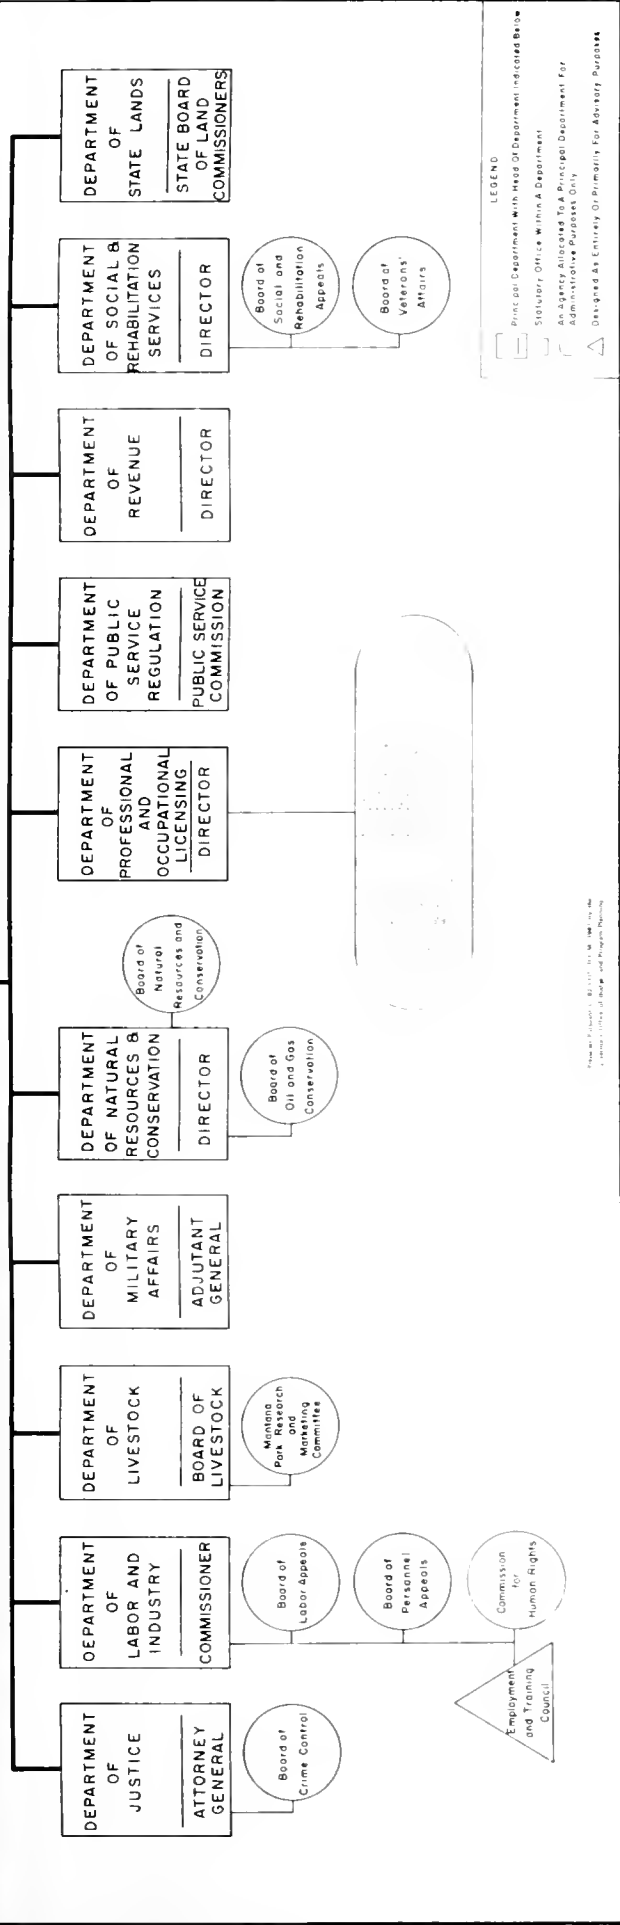 DEPARTMENT
OF
JUSTICE
ATTORNEY
GENERAL
Board of
Crime Control
DEPARTMENT
OF
LABOR AND
INDUSTRY
COMMISSIONER
Board of
Labor Appeals
Board of
Personnel
Appeals
Commission
for
Human Rights
Employment
and Training
Council
DEPARTMENT
OF
LIVESTOCK
BOARD OF
LIVESTOCK
Montana
Pork Research
and
Marketing
Committee
DEPARTMENT
OF
MILITARY
AFFAIRS
ADJUTANT
GENERAL
DEPARTMENT
OF NATURAL
RESOURCES &
CONSERVATION
DIRECTOR
Board of
Natural
Resources and
Conservation
Board of
Oil and Gas
Conservation
DEPARTMENT
OF
PROFESSIONAL
AND
OCCUPATIONAL
LICENSING
DIRECTOR
DEPARTMENT
OF PUBLIC
SERVICE
REGULATION
PUBLIC SERVICE
COMMISSION
DEPARTMENT
OF
REVENUE
DIRECTOR
DEPARTMENT
OF SOCIAL &
REHABILITATION
SERVICES
DIRECTOR
Board of
Social and
Rehabilitation
Appeals
Board of
Veterans'
Affairs
DEPARTMENT
OF
STATE LANDS
STATE BOARD
OF LAND
COMMISSIONERS
LEGEND
Principal Department With Head Of Department Indicated Below
Statutory Office Within A Department
An Agency Allocated To A Principal Department For
Administrative Purposes Only
Designed As Entirely Or Primarily For Advisory Purposes
and Program Planning